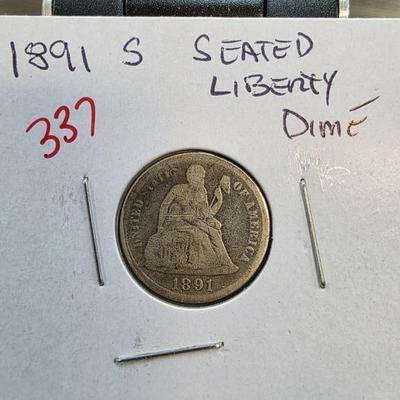 1891 S SEATED
LIBERTY
DIME
337
UNITED STATES OF AMERICA
1891